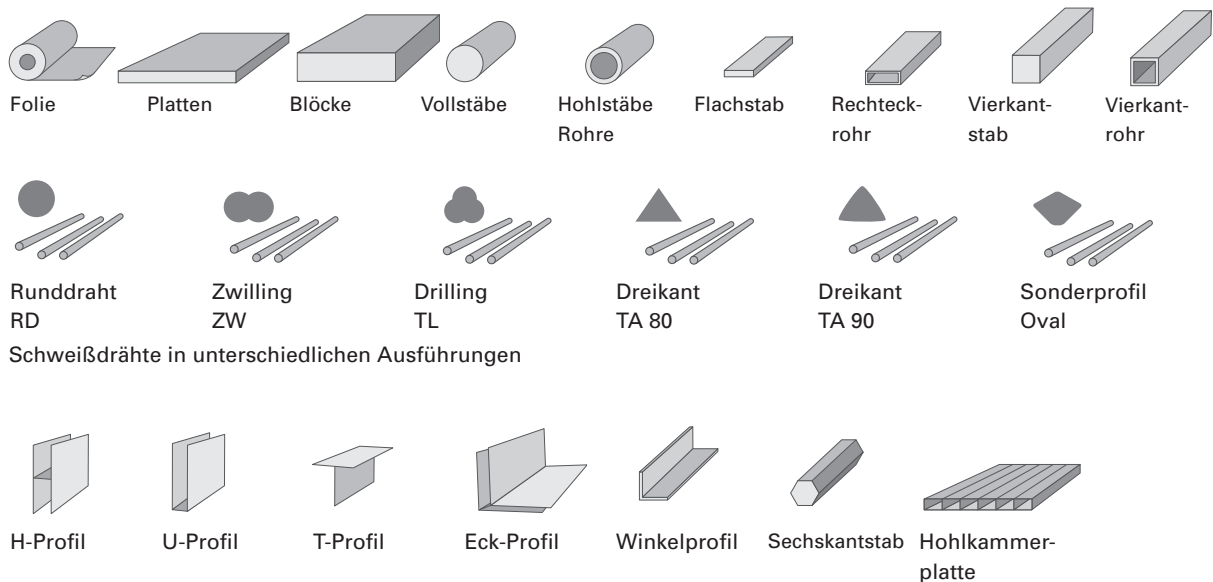 Folie Platten Blöcke Vollstäbe Hohlstäbe Flachstab Rechteck- Vierkant- Vierkant-
Rohre rohr stab rohr
Runddraht Zwilling Drilling Dreikant Dreikant Sonderprofil
RD ZW TL TA 80 TA 90 Oval
Schweißdrähte in unterschiedlichen Ausführungen
H-Profil U-Profil T-Profil Eck-Profil Winkelprofil Sechskantstab Hohlkammer-
platte